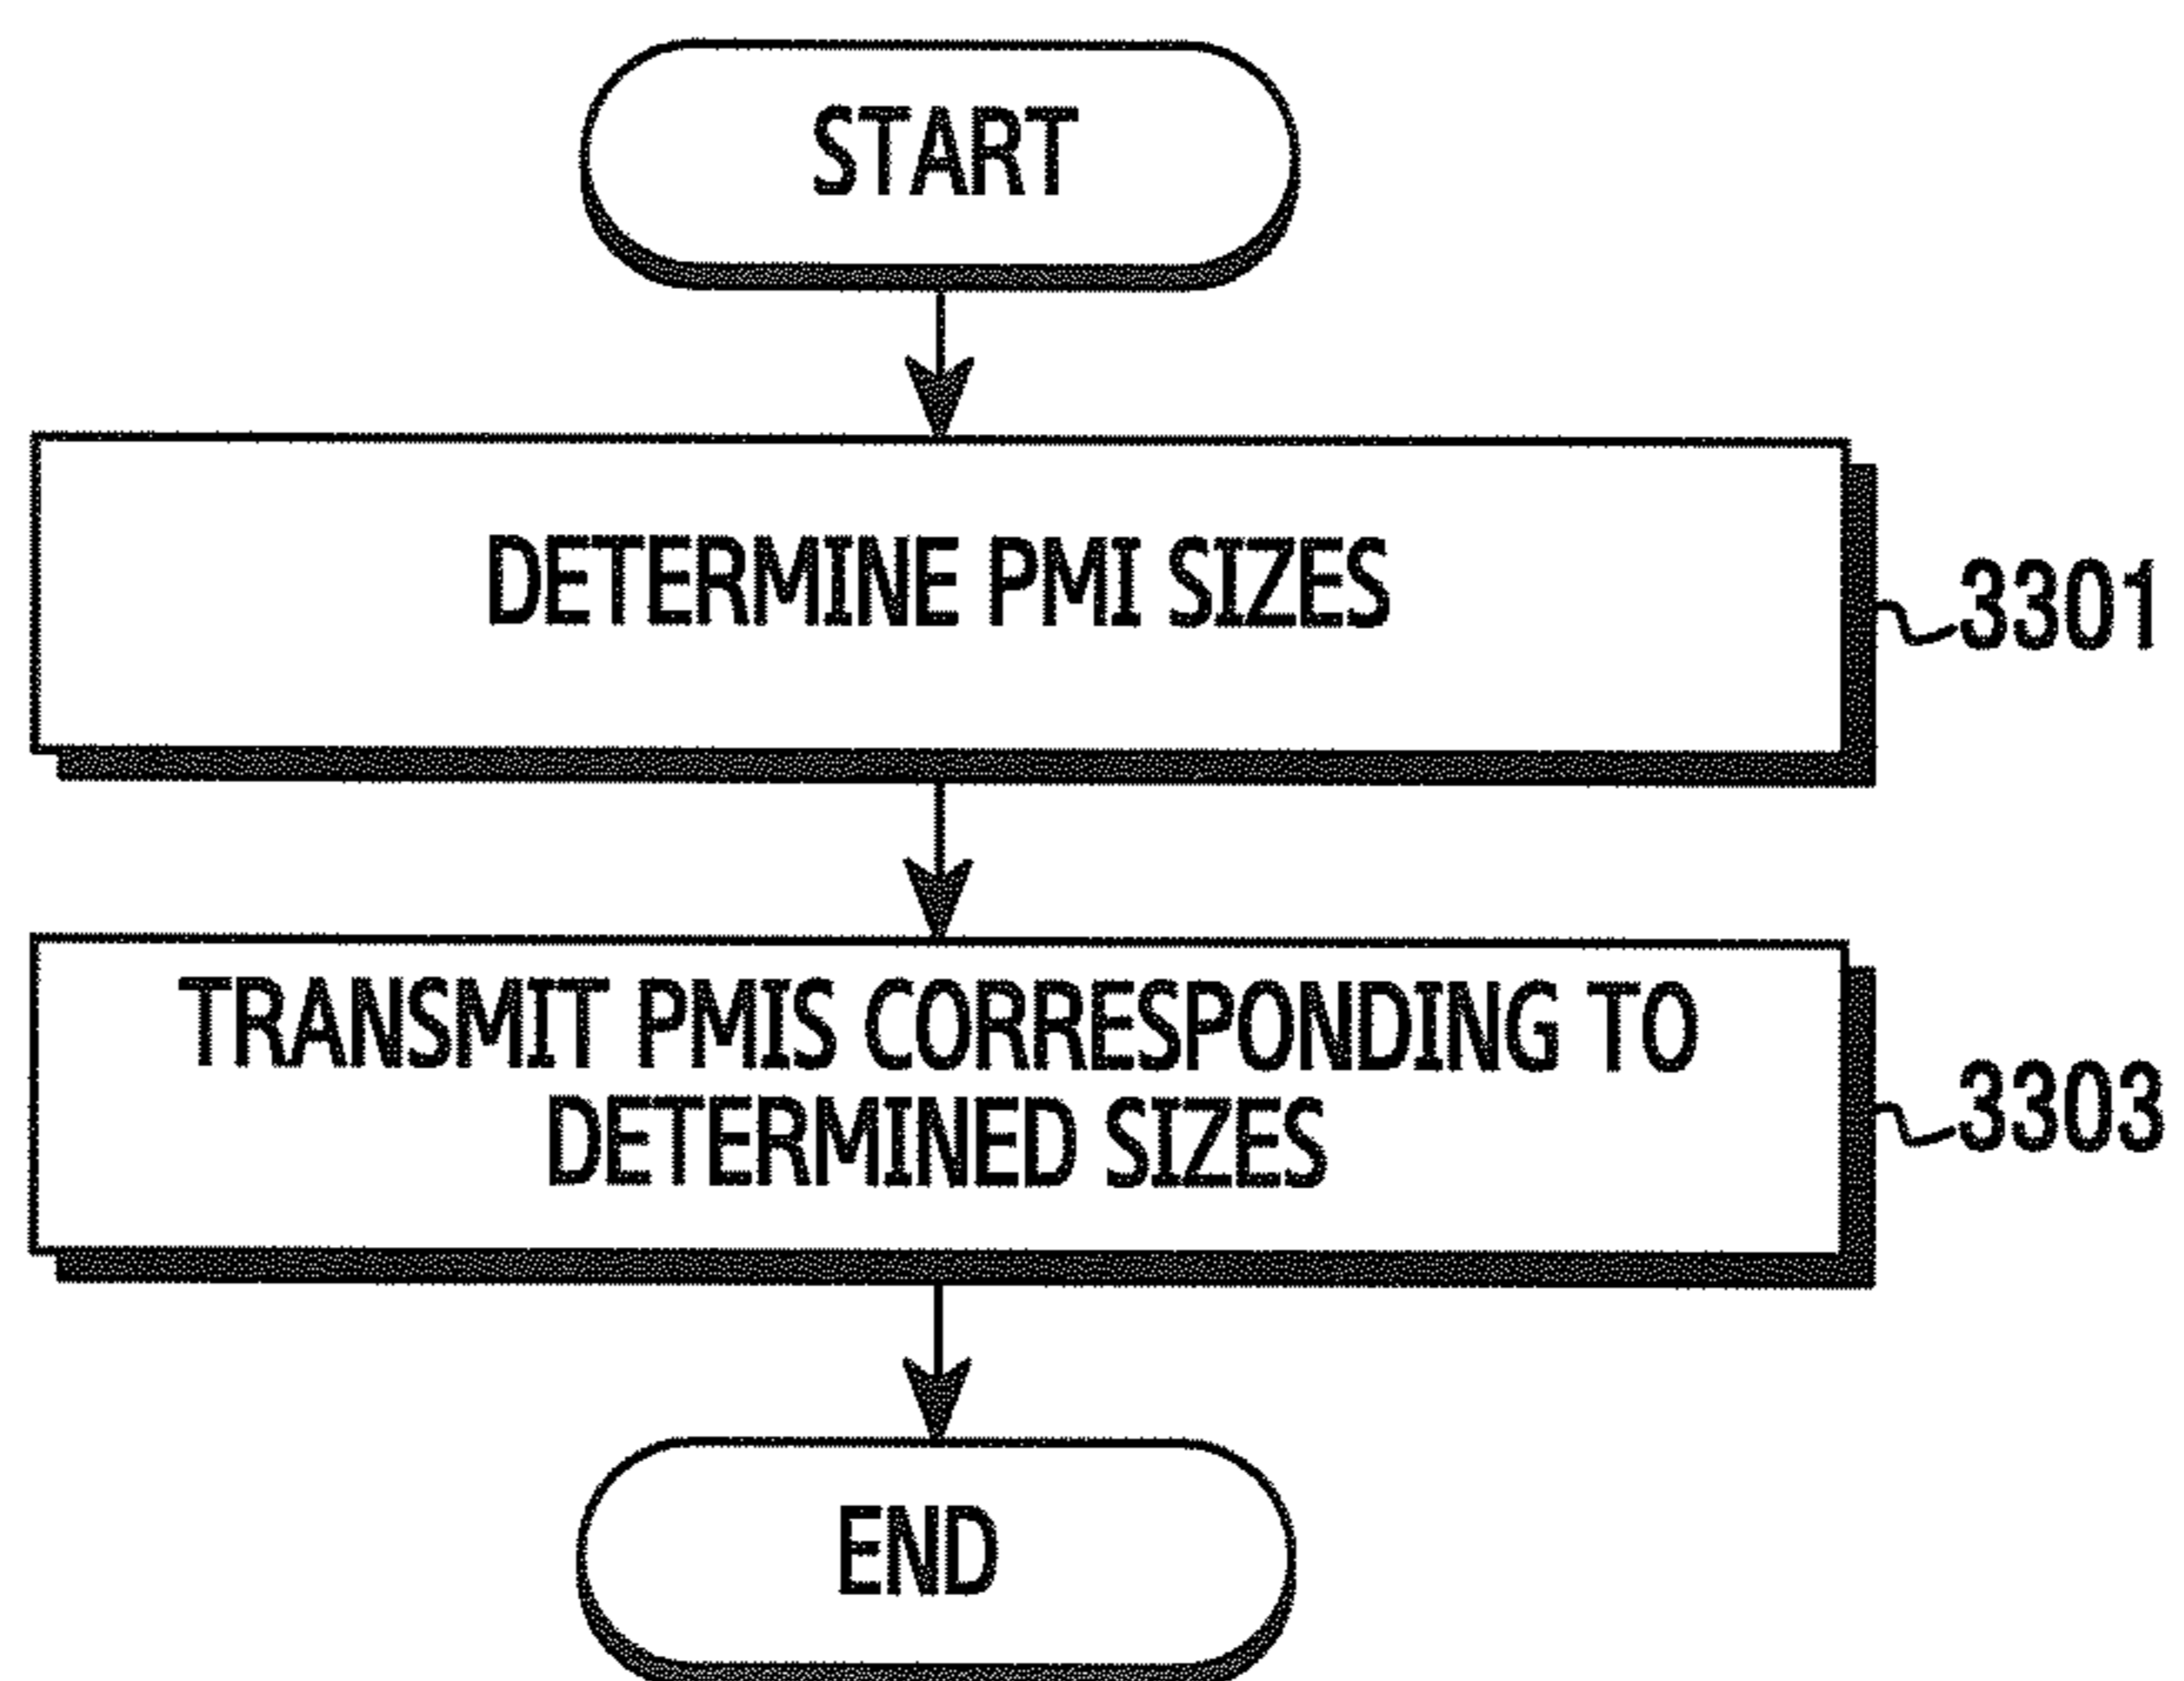 START
DETERMINE PMI SIZES
3301
TRANSMIT PMIS CORRESPONDING TO
DETERMINED SIZES
3303
END